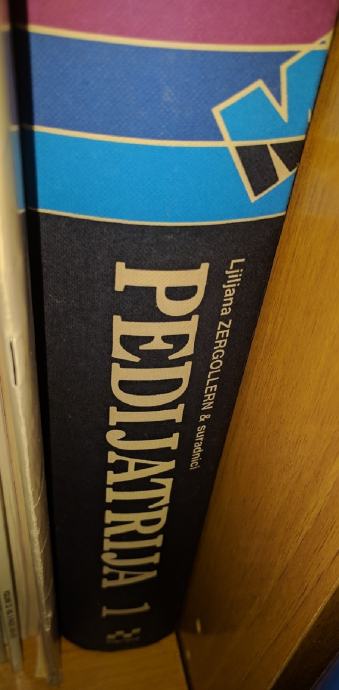 Ljiljana ZERGOLLERN & suradnici
PEDIJATRIJA 1